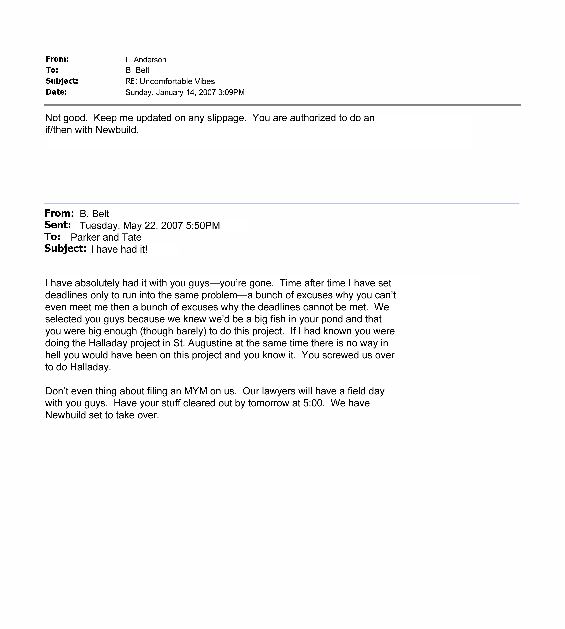 From: L. Anderson
To: B. Belt
Subject: RE: Uncomfortable Vibes
Date: Sunday, January 14, 2007 3:09PM
Not good. Keep me updated on any slippage. You are authorized to do an
if/then with Newbuild.
From: B. Belt
Sent: Tuesday, May 22, 2007 5:50PM
To: Parker and Tate
Subject: I have had it!
I have absolutely had it with you guys—you're gone. Time after time I have set
deadlines only to run into the same problem—a bunch of excuses why you can't
even meet me then a bunch of excuses why the deadlines cannot be met. We
selected you guys because we knew we'd be a big fish in your pond and that
you were big enough (though barely) to do this project. If I had known you were
doing the Halladay project in St. Augustine at the same time there is no way in
hell you would have been on this project and you know it. You screwed us over
to do Halladay.
Don't even thing about filing an MYM on us. Our lawyers will have a field day
with you guys. Have your stuff cleared out by tomorrow at 5:00. We have
Newbuild set to take over.